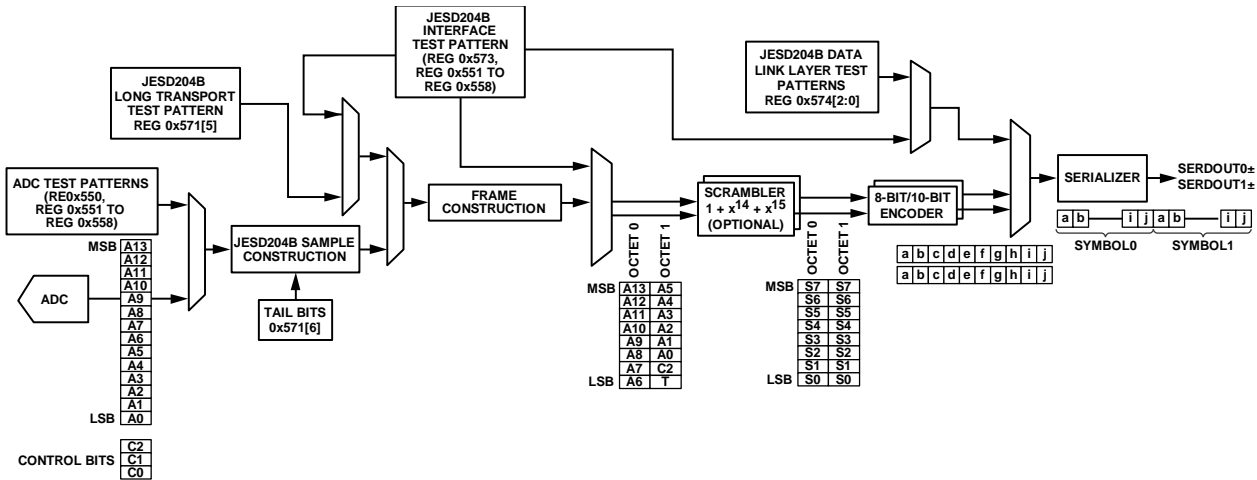 JESD204B
INTERFACE
TEST PATTERN
(REG 0x573,
REG 0x551 TO
REG 0x558)
JESD204B DATA
LINK LAYER TEST
PATTERNS
REG 0x574[2:0]
JESD204B
LONG TRANSPORT
TEST PATTERN
REG 0x571[5]
ADC TEST PATTERNS
(RE0x550,
REG 0x551 TO
REG 0x558)
MSB A13
A12
A11
A10
A9
A8
A7
A6
A5
A4
A3
A2
A1
LSB A0
ADC
CONTROL BITS
C2
C1
C0
JESD204B SAMPLE
CONSTRUCTION
TAIL BITS
0x571[6]
FRAME
CONSTRUCTION
OCTET 0
OCTET 1
MSB A13 A5
A12 A4
A11 A3
A10 A2
A9 A1
A8 A0
A7 C2
LSB A6 T
SCRAMBLER
1 + x14 + x15
(OPTIONAL)
OCTET 0
OCTET 1
MSB S7 S7
S6 S6
S5 S5
S4 S4
S3 S3
S2 S2
S1 S1
LSB S0 S0
8-BIT/10-BIT
ENCODER
a b c d e f g h i j
a b c d e f g h i j
SERIALIZER
SERDOUT0±
SERDOUT1±
a b i j a b i j
SYMBOL0 SYMBOL1